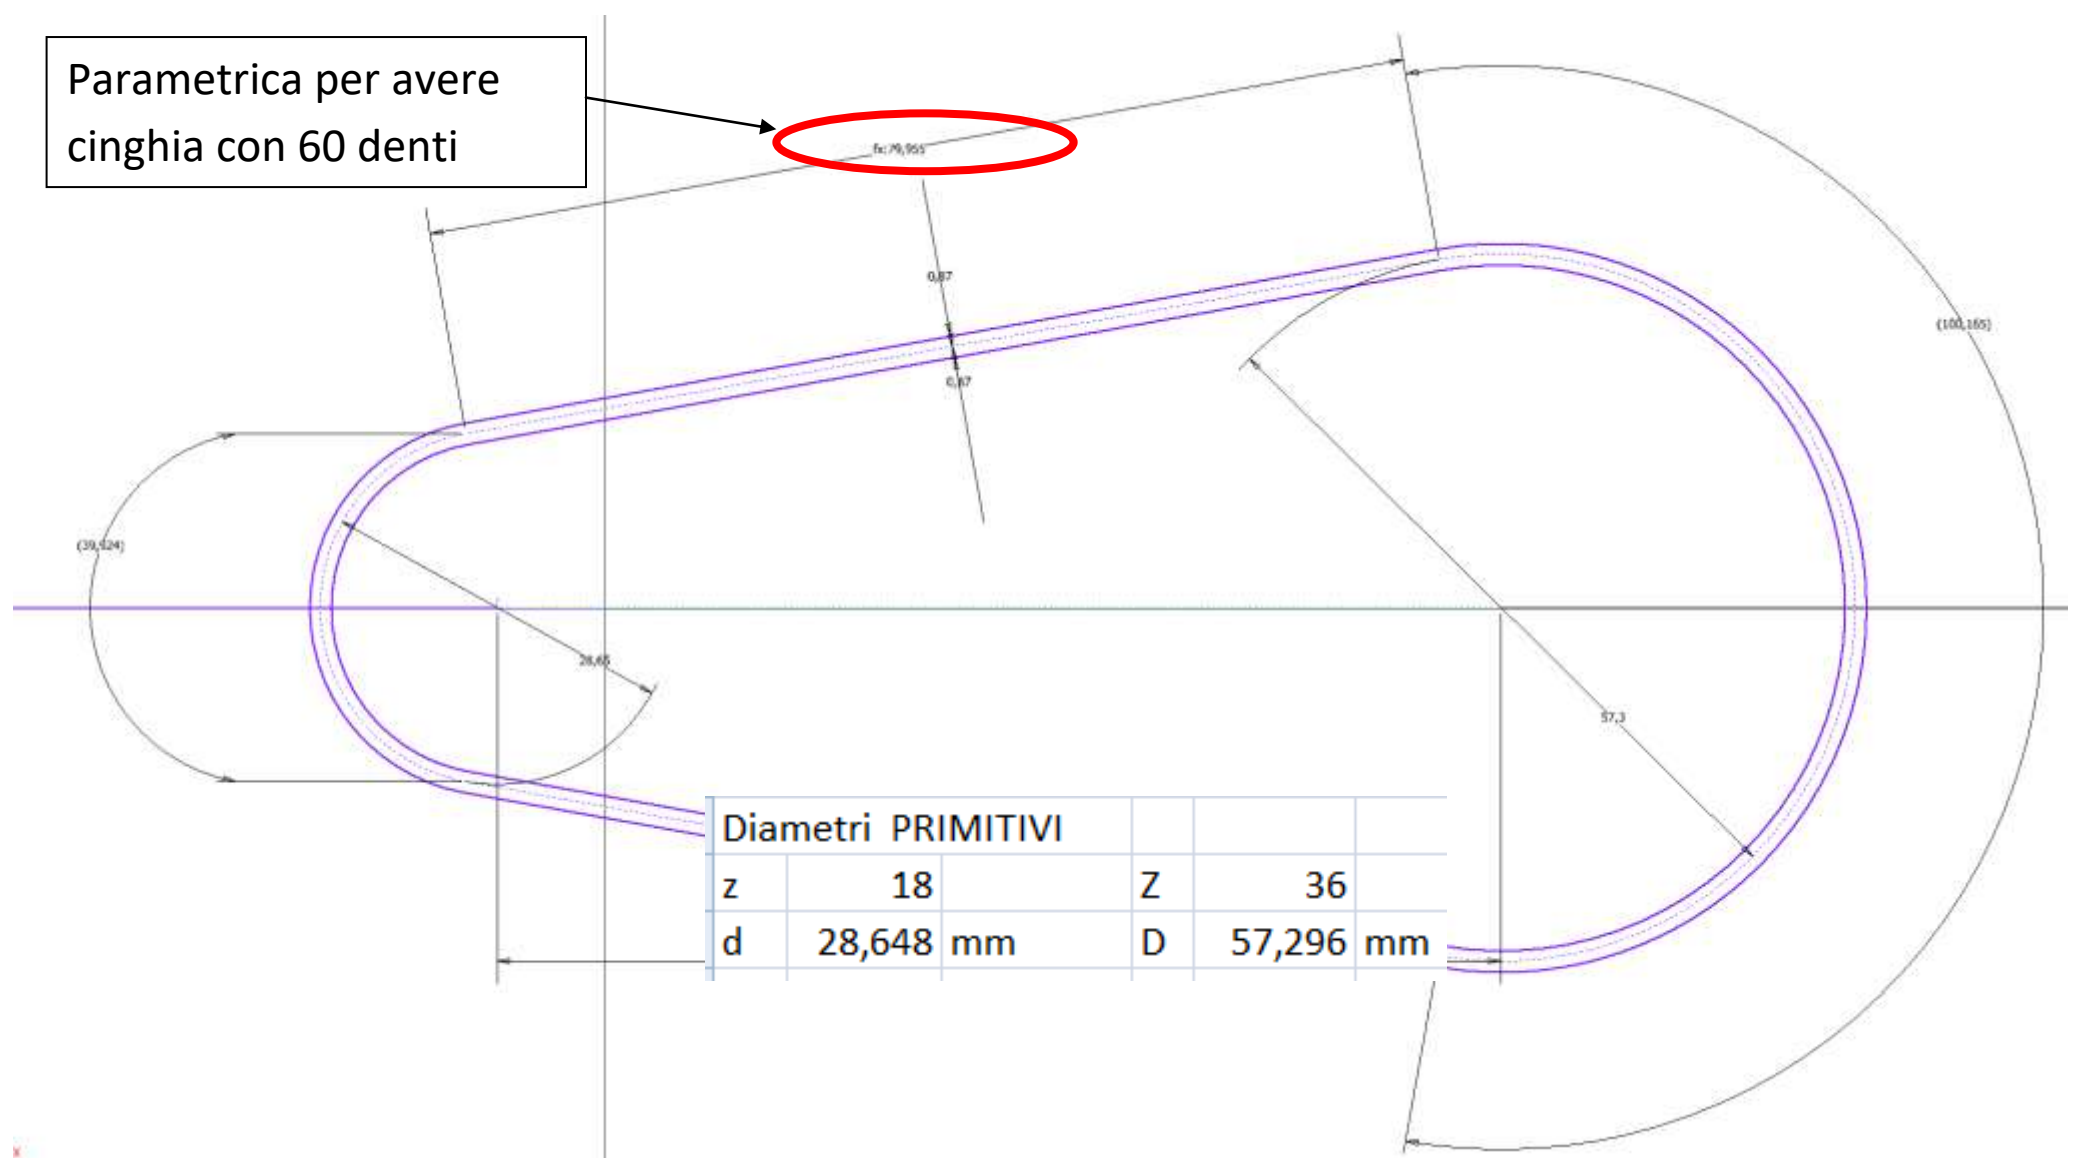 Parametrica per avere
cinghia con 60 denti
fx: 79,955
(100,165)
0,87
0,87
(39,924)
28,65
57,3
Diametri PRIMITIVI
z 18 Z 36
d 28,648 mm D 57,296 mm
x